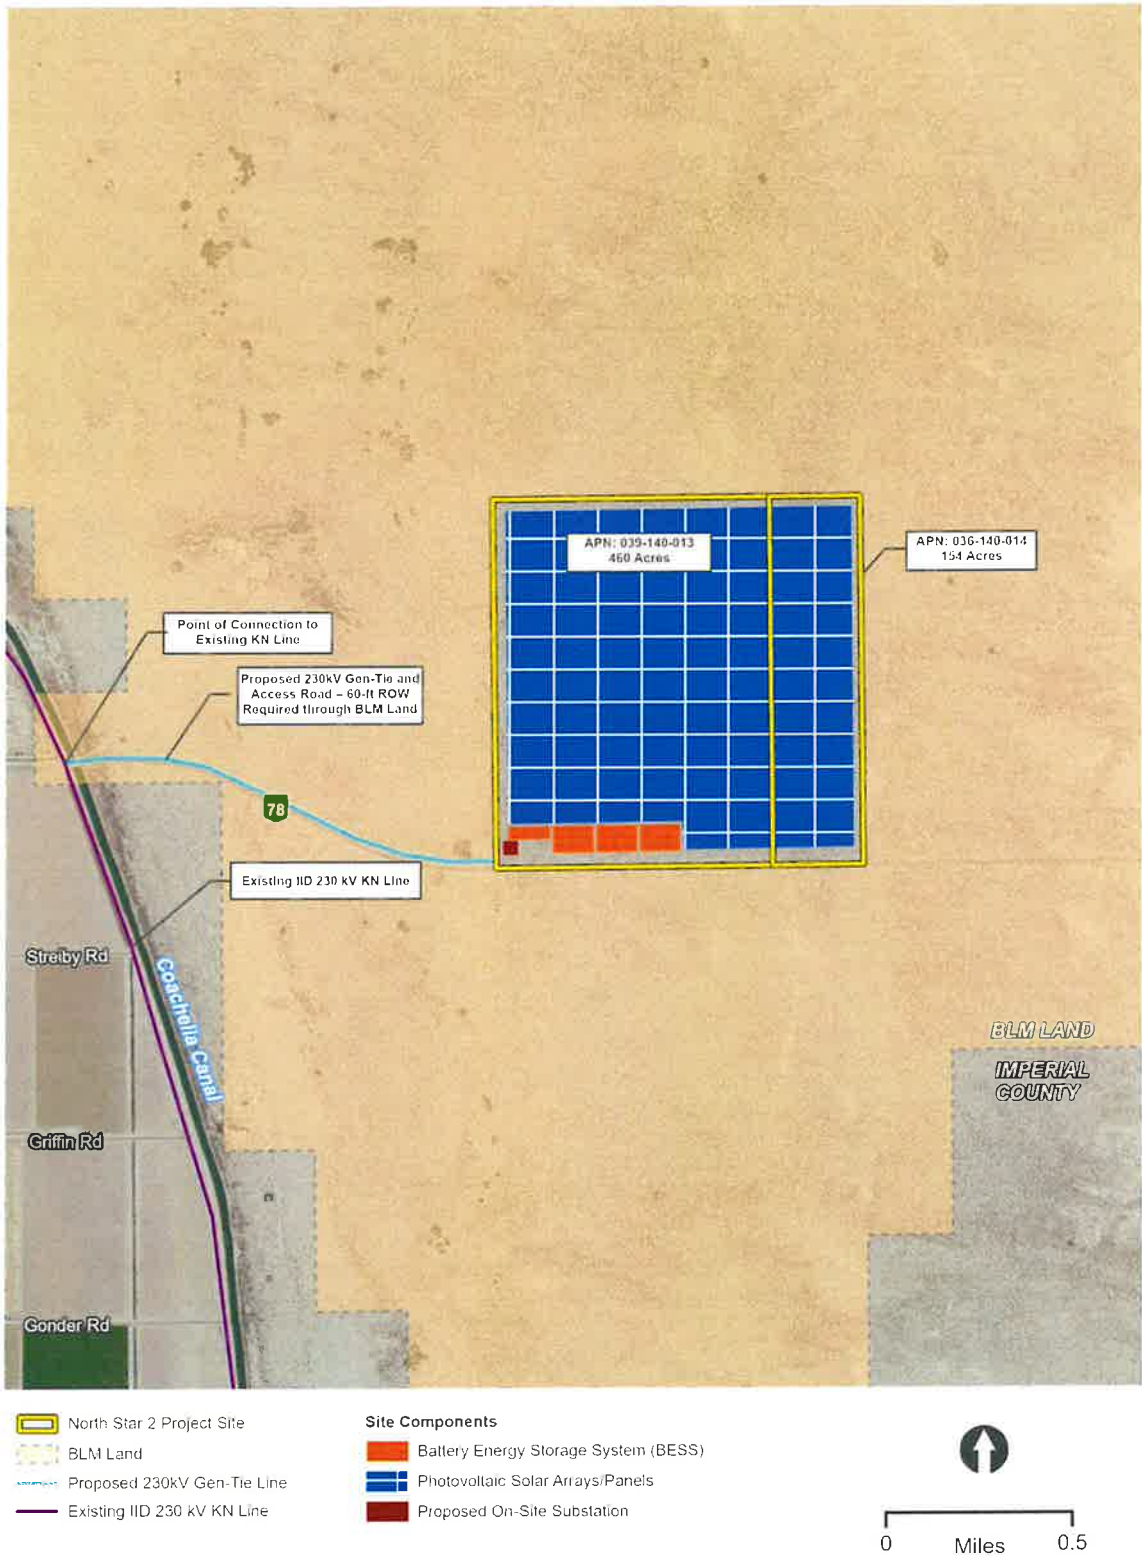 APN: 039-140-013
460 Acres
APN: 036-140-014
154 Acres
Point of Connection to
Existing KN Line
Proposed 230kV Gen-Tie and
Access Road – 60-ft ROW
Required through BLM Land
78
Existing IID 230 kV KN Line
Streiby Rd
Coachella Canal
BLM LAND
IMPERIAL
COUNTY
Griffin Rd
Gonder Rd
North Star 2 Project Site
BLM Land
Proposed 230kV Gen-Tie Line
Existing IID 230 kV KN Line
Site Components
Battery Energy Storage System (BESS)
Photovoltaic Solar Arrays/Panels
Proposed On-Site Substation
0 Miles 0.5